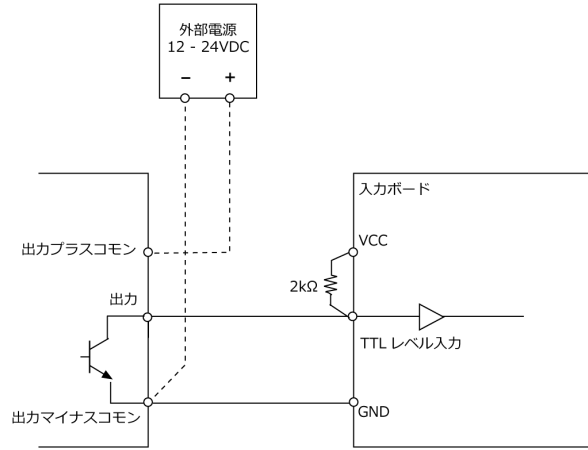 外部電源
12 - 24VDC
− +
入力ボード
出力プラスコモン
VCC
2kΩ
出力
TTL レベル入力
出力マイナスコモン
GND